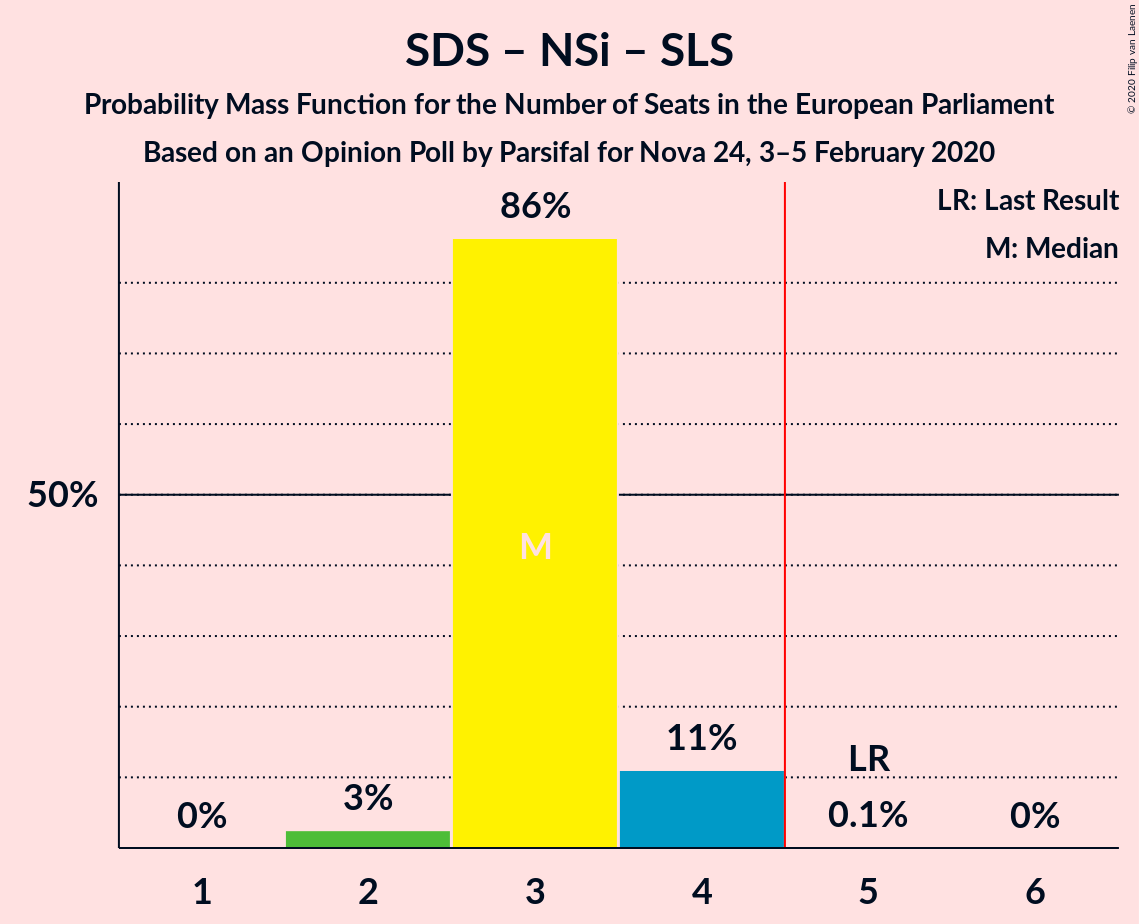 SDS – NSi – SLS
Probability Mass Function for the Number of Seats in the European Parliament
Based on an Opinion Poll by Parsifal for Nova 24, 3–5 February 2020
© 2020 Filip van Laenen
LR: Last Result
M: Median
86%
50%
M
11%
LR
3%
0%
0.1%
0%
1 2 3 4 5 6